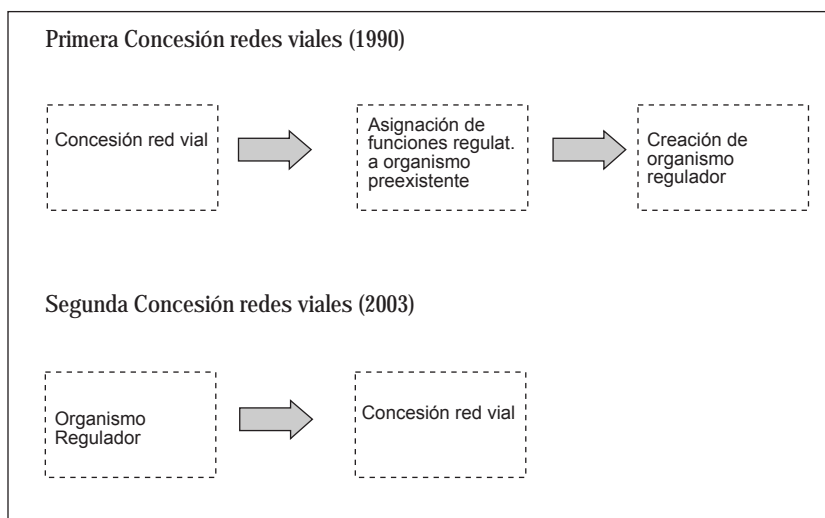 Primera Concesión redes viales (1990)
Concesión red vial
Asignación de
funciones regulat.
a organismo
preexistente
Creación de
organismo
regulador
Segunda Concesión redes viales (2003)
Organismo
Regulador
Concesión red vial